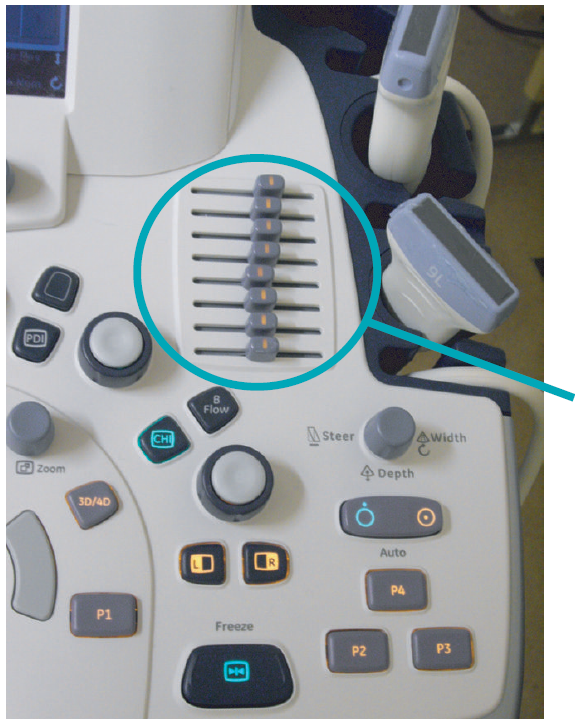 9L
PDI
B
Flow
CHI
Steer
Width
Depth
Zoom
3D/4D
L
R
Auto
P1
P4
Freeze
P2
P3